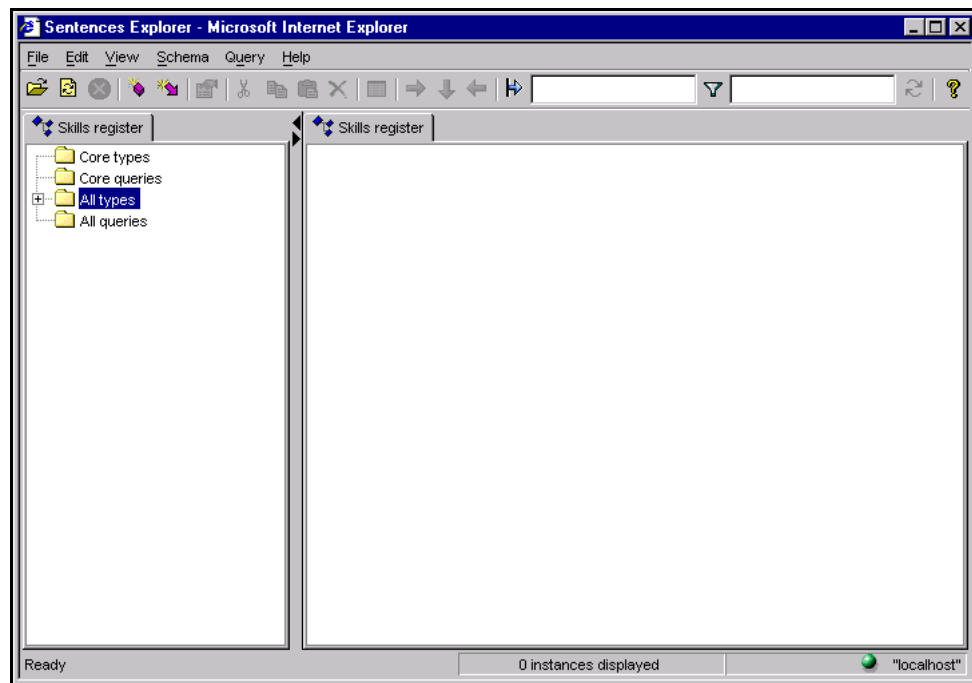 Sentences Explorer - Microsoft Internet Explorer
File Edit View Schema Query Help
Skills register
Skills register
Core types
Core queries
All types
All queries
Ready
0 instances displayed
"localhost"